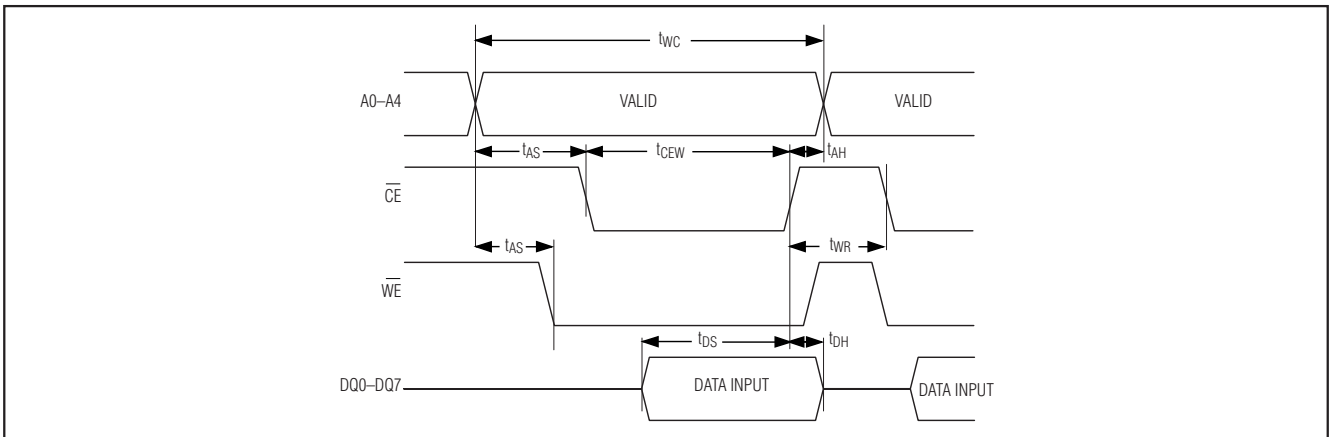 tWC
A0–A4 VALID VALID
tAS tCEW tAH
CE
tAS tWR
WE
tDS tDH
DQ0–DQ7 DATA INPUT DATA INPUT